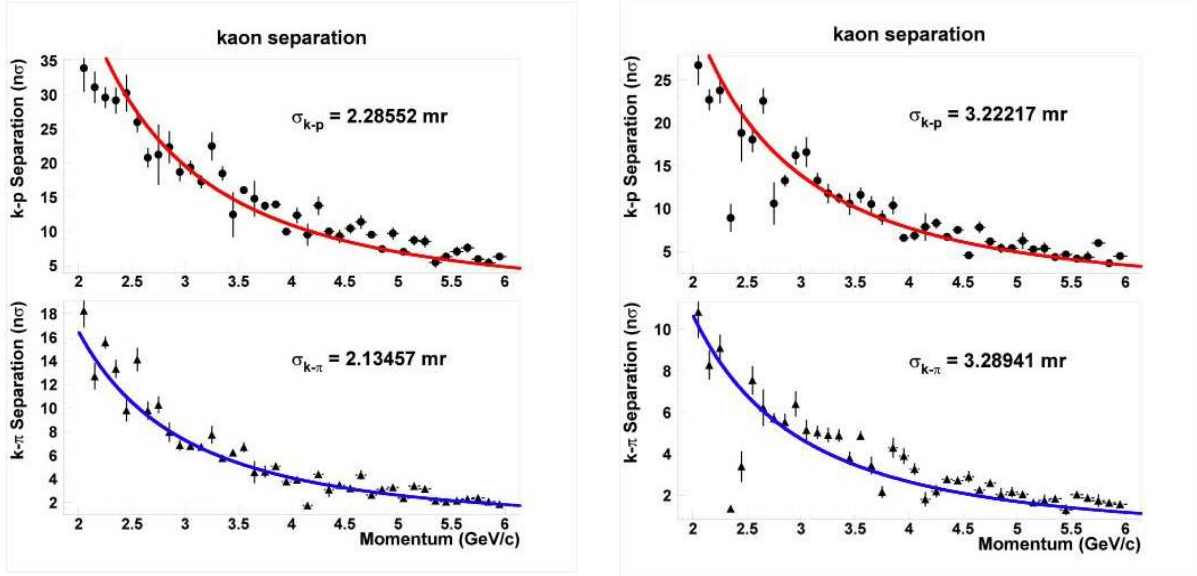 kaon separation
k-p Separation (nσ)
35
30
25
20
15
10
5
σk-p = 2.28552 mr
2 2.5 3 3.5 4 4.5 5 5.5 6
k-π Separation (nσ)
18
16
14
12
10
8
6
4
2
σk-π = 2.13457 mr
2 2.5 3 3.5 4 4.5 5 5.5 6
Momentum (GeV/c)
kaon separation
k-p Separation (nσ)
25
20
15
10
5
σk-p = 3.22217 mr
2 2.5 3 3.5 4 4.5 5 5.5 6
k-π Separation (nσ)
10
8
6
4
2
σk-π = 3.28941 mr
2 2.5 3 3.5 4 4.5 5 5.5 6
Momentum (GeV/c)